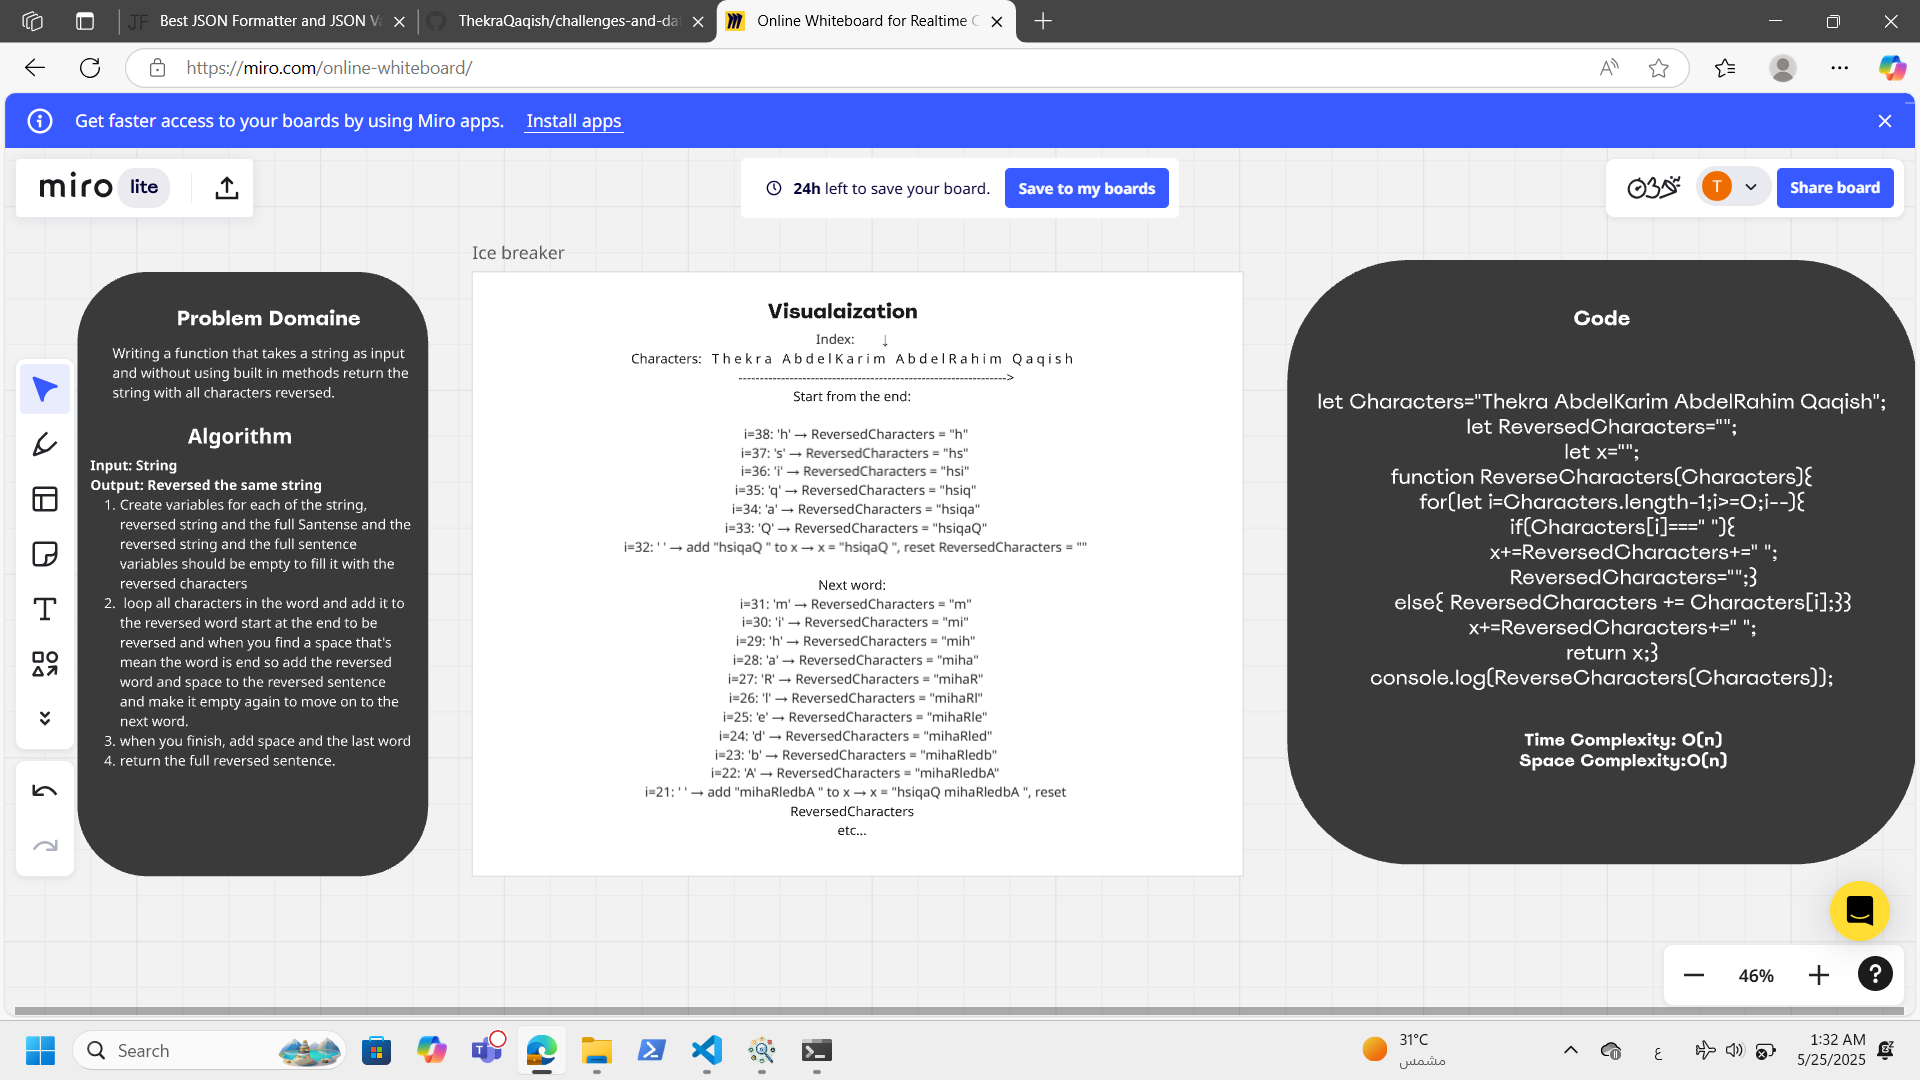 JF Best JSON Formatter and JSON Va
ThekraQaqish/challenges-and-da
Online Whiteboard for Realtime C
https://miro.com/online-whiteboard/
Get faster access to your boards by using Miro apps. Install apps
miro lite
24h left to save your board. Save to my boards
T
Share board
Problem Domaine
Writing a function that takes a string as input
and without using built in methods return the
string with all characters reversed.
Algorithm
Input: String
Output: Reversed the same string
1. Create variables for each of the string,
reversed string and the full Santense and the
reversed string and the full sentence
variables should be empty to fill it with the
reversed characters
2. loop all characters in the word and add it to
the reversed word start at the end to be
reversed and when you find a space that's
mean the word is end so add the reversed
word and space to the reversed sentence
and make it empty again to move on to the
next word.
3. when you finish, add space and the last word
4. return the full reversed sentence.
Ice breaker
Visualaization
Index: ↓
Characters: T h e k r a A b d e l K a r i m A b d e l R a h i m Q a q i s h
--------------------------------------------------------------->
Start from the end:
i=38: 'h' → ReversedCharacters = "h"
i=37: 's' → ReversedCharacters = "hs"
i=36: 'i' → ReversedCharacters = "hsi"
i=35: 'q' → ReversedCharacters = "hsiq"
i=34: 'a' → ReversedCharacters = "hsiqa"
i=33: 'Q' → ReversedCharacters = "hsiqaQ"
i=32: ' ' → add "hsiqaQ " to x → x = "hsiqaQ ", reset ReversedCharacters = ""
Next word:
i=31: 'm' → ReversedCharacters = "m"
i=30: 'i' → ReversedCharacters = "mi"
i=29: 'h' → ReversedCharacters = "mih"
i=28: 'a' → ReversedCharacters = "miha"
i=27: 'R' → ReversedCharacters = "mihaR"
i=26: 'l' → ReversedCharacters = "mihaRl"
i=25: 'e' → ReversedCharacters = "mihaRle"
i=24: 'd' → ReversedCharacters = "mihaRled"
i=23: 'b' → ReversedCharacters = "mihaRledb"
i=22: 'A' → ReversedCharacters = "mihaRledbA"
i=21: ' ' → add "mihaRledbA " to x → x = "hsiqaQ mihaRledbA ", reset
ReversedCharacters
etc...
Code
let Characters="Thekra AbdelKarim AbdelRahim Qaqish";
let ReversedCharacters="";
let x="";
function ReverseCharacters(Characters){
for(let i=Characters.length-1;i>=0;i--){
if(Characters[i]===" "){
x+=ReversedCharacters+=" ";
ReversedCharacters="";}
else{ ReversedCharacters += Characters[i];}}
x+=ReversedCharacters+=" ";
return x;}
console.log(ReverseCharacters(Characters));
Time Complexity: O(n)
Space Complexity:O(n)
46%
?
Search
31°C
مشمس
ع
1:32 AM
5/25/2025